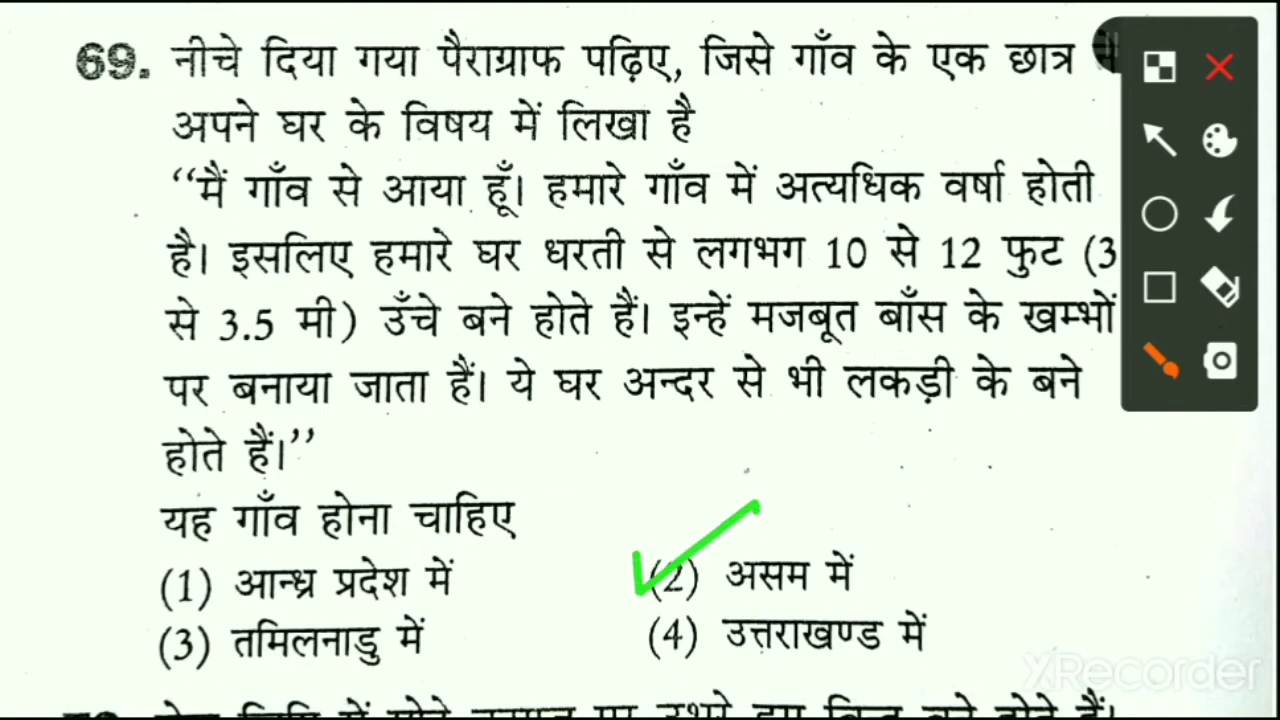 69. नीचे दिया गया पैराग्राफ पढ़िए, जिसे गाँव के एक छात्र
अपने घर के विषय में लिखा है
“मैं गाँव से आया हूँ। हमारे गाँव में अत्यधिक वर्षा होती
है। इसलिए हमारे घर धरती से लगभग 10 से 12 फुट (3
से 3.5 मी) उँचे बने होते हैं। इन्हें मजबूत बाँस के खम्भों
पर बनाया जाता हैं। ये घर अन्दर से भी लकड़ी के बने
होते हैं।”
यह गाँव होना चाहिए
(1) आन्ध्र प्रदेश में (2) असम में
(3) तमिलनाडु में (4) उत्तराखण्ड में
XRecorder